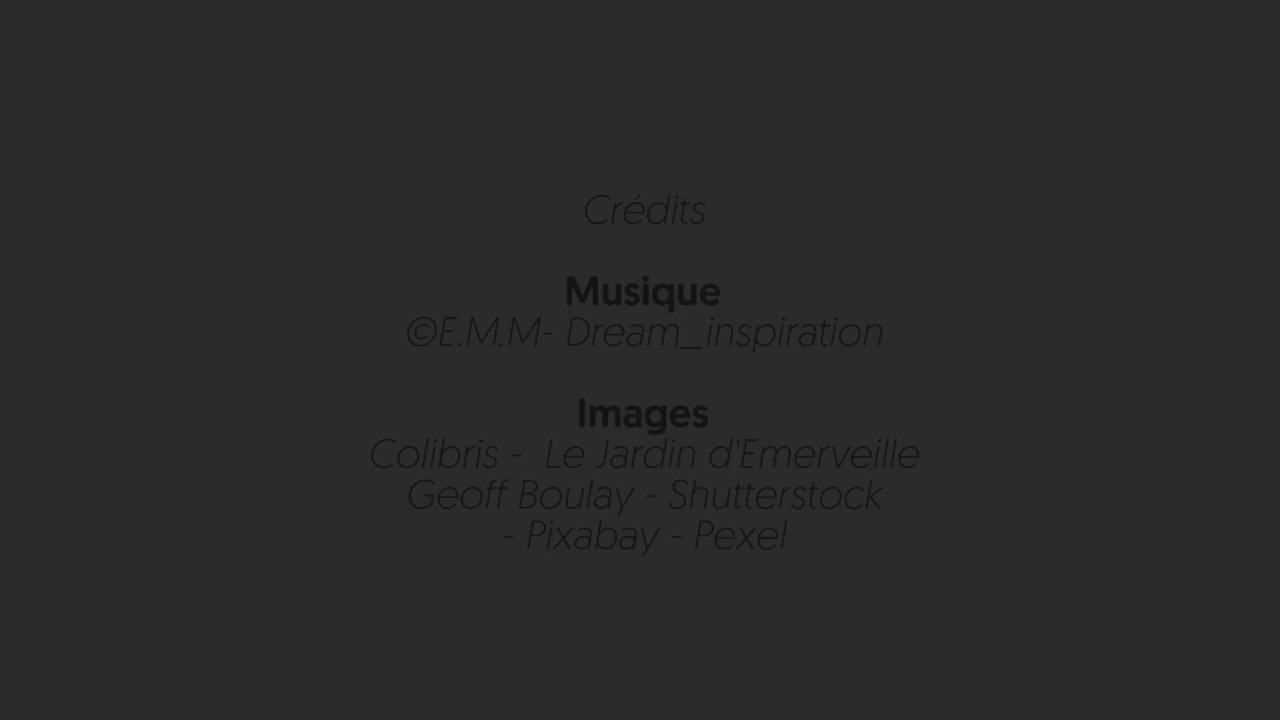 Crédits
Musique
©E.M.M- Dream_inspiration
Images
Colibris -  Le Jardin d'Emerveille
Geoff Boulay - Shutterstock
- Pixabay - Pexel